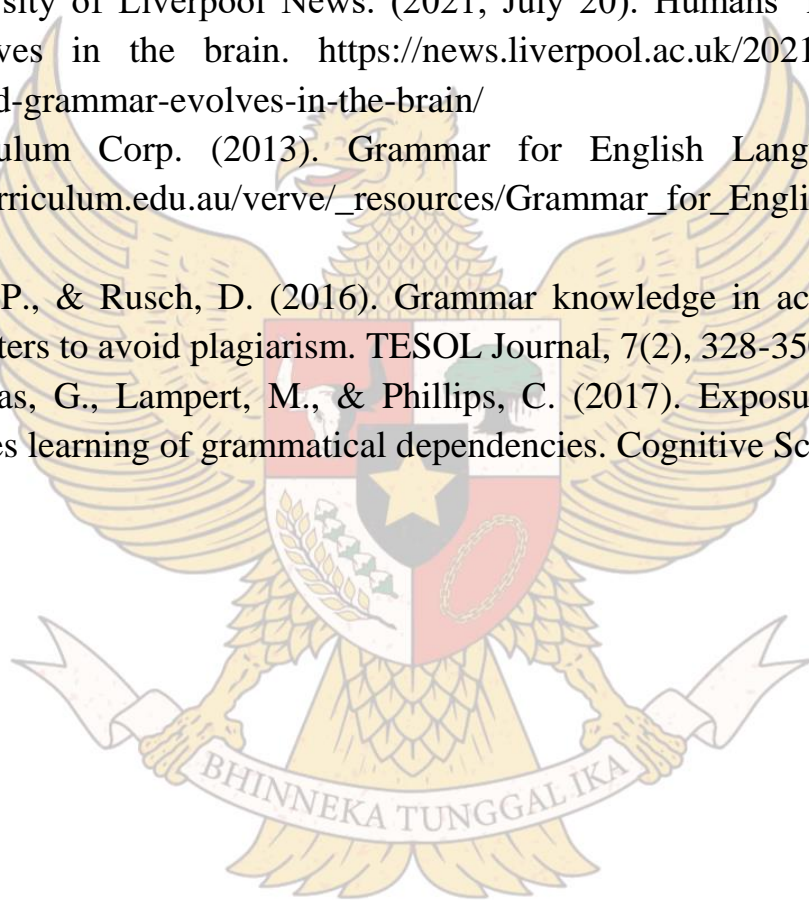 sity of Liverpool News. (2021, July 20). Humans'
ves in the brain. https://news.liverpool.ac.uk/2021
d-grammar-evolves-in-the-brain/
ulum Corp. (2013). Grammar for English Lang
rriculum.edu.au/verve/_resources/Grammar_for_Engli
P., & Rusch, D. (2016). Grammar knowledge in ac
ters to avoid plagiarism. TESOL Journal, 7(2), 328-35
as, G., Lampert, M., & Phillips, C. (2017). Exposu
es learning of grammatical dependencies. Cognitive Sc
BHINNEKA TUNGGAL IKA